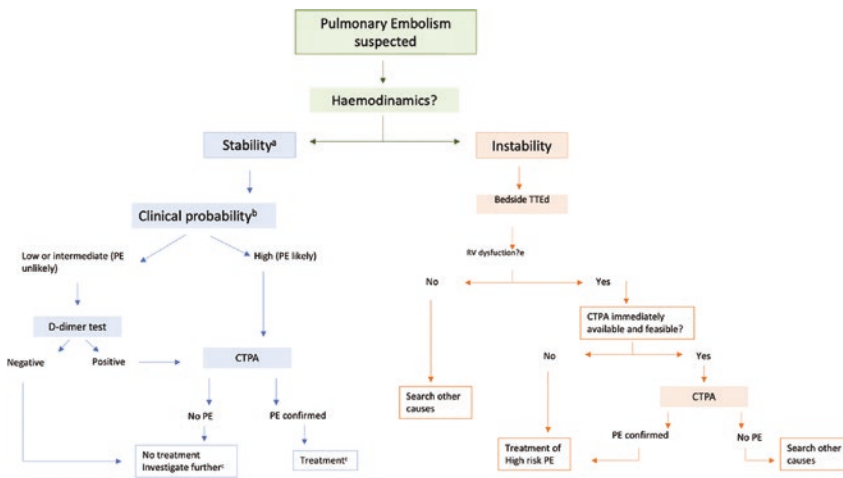 Pulmonary Embolism
suspected
Haemodinamics?
Stabilityᵃ
Instability
Bedside TTEd
Clinical probabilityᵇ
RV dysfuction?e
Low or intermediate (PE
unlikely)
High (PE likely)
No
Yes
CTPA immediately
available and feasible?
D-dimer test
Negative
Positive
CTPA
No
Yes
CTPA
Search other
causes
No PE
PE confirmed
PE confirmed
No PE
No treatment
Investigate furtherᶜ
Treatmentᶜ
Treatment of
High risk PE
Search other
causes